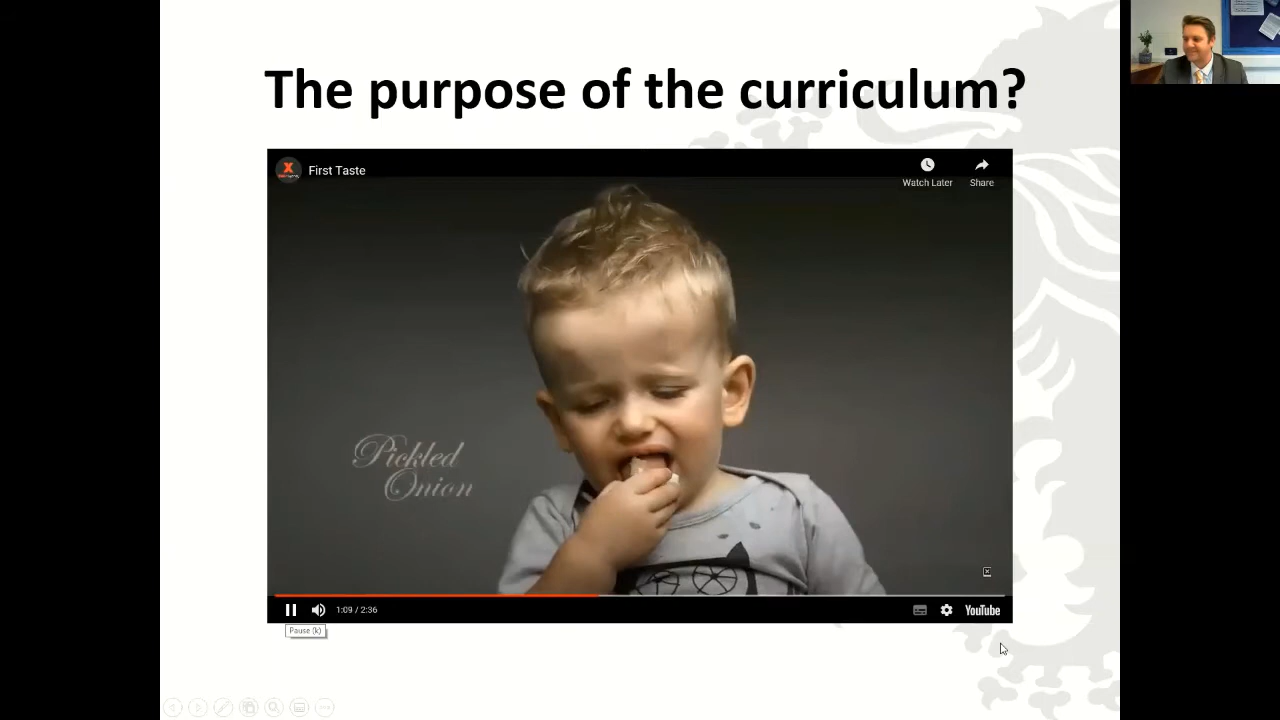 The purpose of the curriculum?
First Taste
Watch Later
Share
Pickled
Onion
1:09 / 2:36
YouTube
Pause (k)